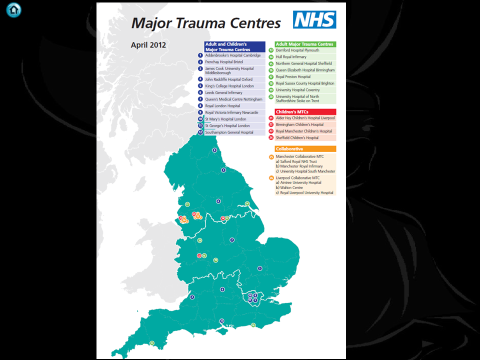 Major Trauma Centres
NHS
April 2012
Adult and Children's
Major Trauma Centres
Addenbrooke's Hospital Cambridge
Frenchay Hospital Bristol
James Cook University Hospital
Middlesborough
John Radcliffe Hospital Oxford
King's College Hospital London
Leeds General Infirmary
Queen's Medical Centre Nottingham
Royal London Hospital
Royal Victoria Infirmary Newcastle
St Mary's Hospital London
St George's Hospital London
Southampton General Hospital
Adult Major Trauma Centres
Derriford Hospital Plymouth
Hull Royal Infirmary
Northern General Hospital Sheffield
Queen Elizabeth Hospital Birmingham
Royal Preston Hospital
Royal Sussex County Hospital Brighton
University Hospital Coventry
University Hospital of North
Staffordshire Stoke on Trent
Children's MTCs
Alder Hey Children's Hospital Liverpool
Birmingham Children's Hospital
Royal Manchester Children's Hospital
Sheffield Children's Hospital
Collaborative
Manchester Collaborative MTC
a) Salford Royal NHS Trust
b) Manchester Royal Infirmary
c) University Hospital South Manchester
Liverpool Collaborative MTC
a) Aintree University Hospital
b) Walton Centre
c) Royal Liverpool University Hospital